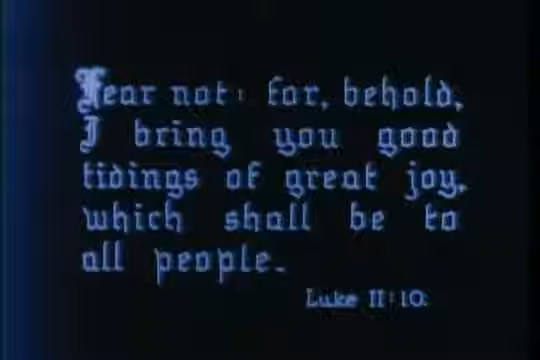 Fear not: for, behold,
I bring you good
tidings of great joy,
which shall be to
all people.
Luke II:10.